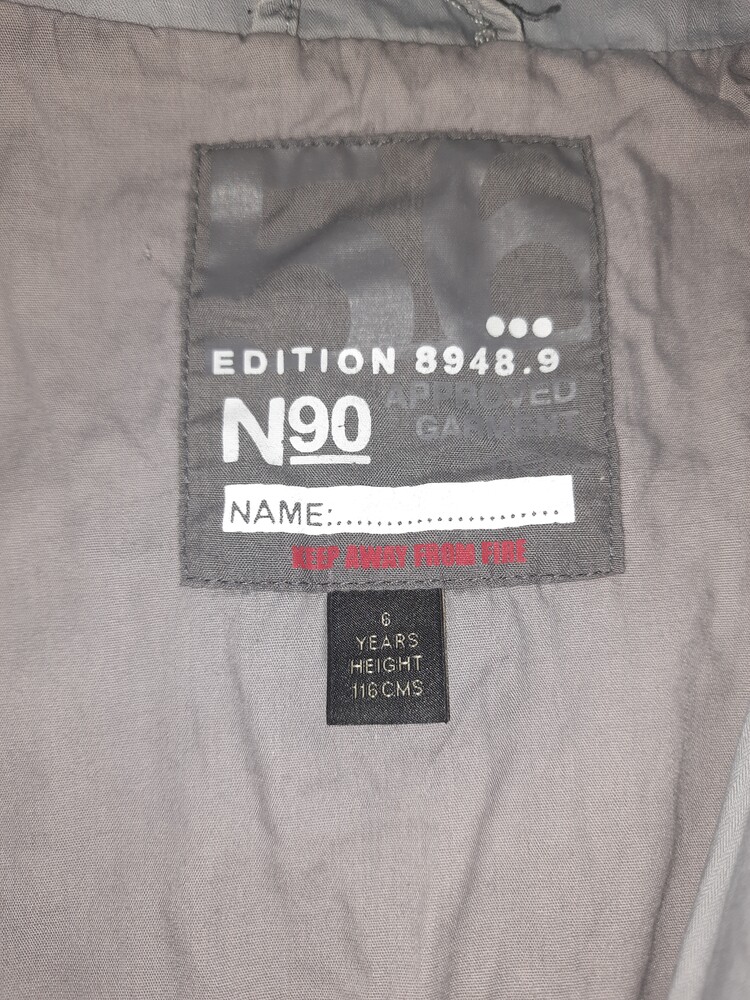 EDITION 8948.9
N90
APPROVED
GARMENT
NAME:......................
KEEP AWAY FROM FIRE
6
YEARS
HEIGHT
116CMS